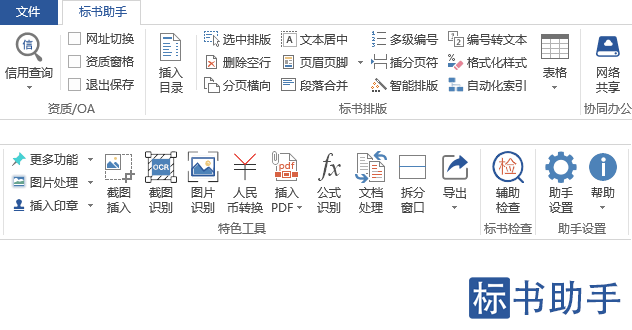 文件 标书助手
信
信用查询
网址切换
资质窗格
退出保存
资质/OA
插入
目录
选中排版 文本居中 多级编号 编号转文本
删除空行 页眉页脚 插分页符 格式化样式
分页横向 段落合并 智能排版 自动化索引
表格
标书排版
网络
共享
协同办公
更多功能
图片处理
插入印章
截图
插入
OCR
截图
识别
图片
识别
人民
币转换
pdf
插入
PDF
fx
公式
识别
文档
处理
拆分
窗口
导出
特色工具
检
辅助
检查
标书检查
助手
设置
帮助
助手设置
标书助手